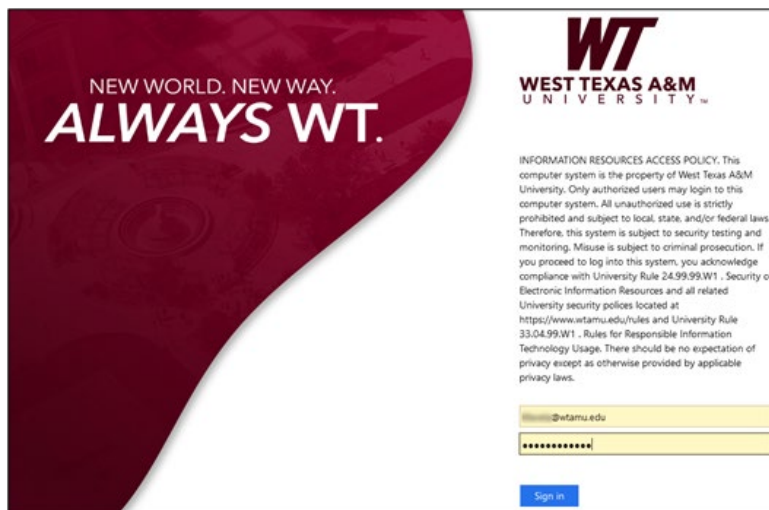 NEW WORLD. NEW WAY.
ALWAYS WT.
WT
WEST TEXAS A&M
UNIVERSITY™
INFORMATION RESOURCES ACCESS POLICY. This
computer system is the property of West Texas A&M
University. Only authorized users may login to this
computer system. All unauthorized use is strictly
prohibited and subject to local, state, and/or federal laws
Therefore, this system is subject to security testing and
monitoring. Misuse is subject to criminal prosecution. If
you proceed to log into this system, you acknowledge
compliance with University Rule 24.99.99.W1 . Security o
Electronic Information Resources and all related
University security polices located at
https://www.wtamu.edu/rules and University Rule
33.04.99.W1 . Rules for Responsible Information
Technology Usage. There should be no expectation of
privacy except as otherwise provided by applicable
privacy laws.
@wtamu.edu
••••••••••••
Sign in